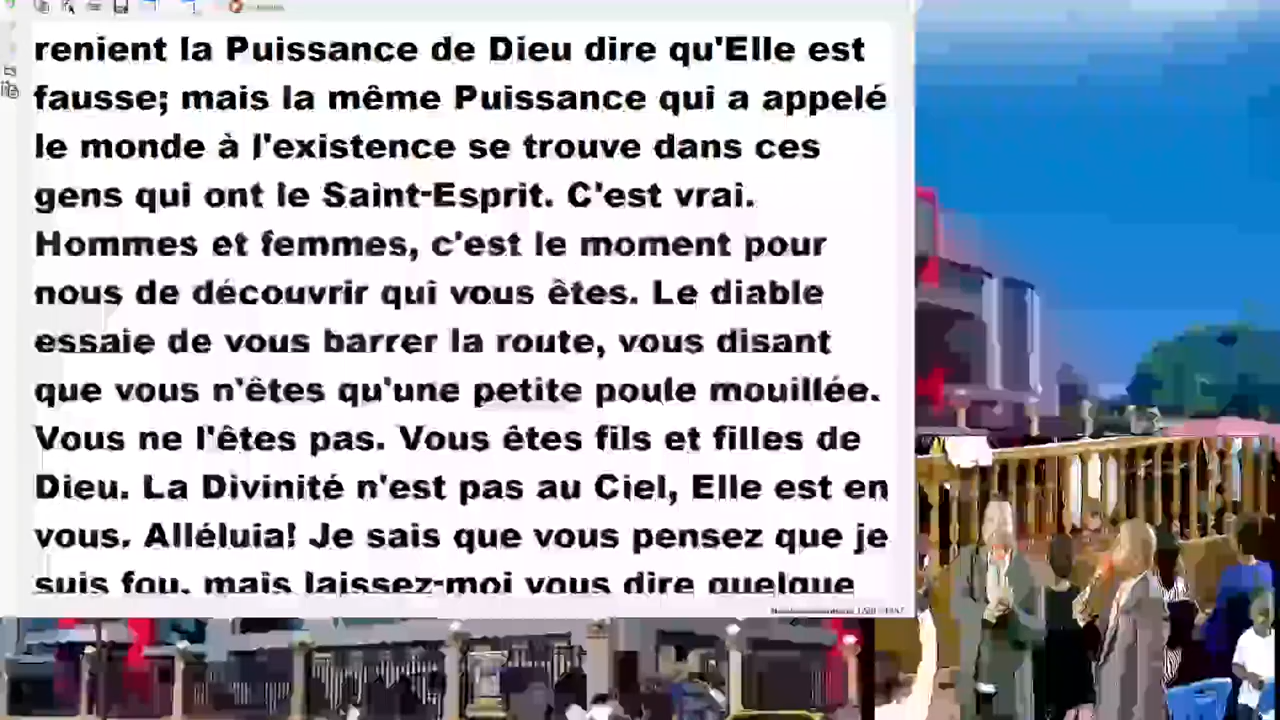 renient la Puissance de Dieu dire qu'Elle est
fausse; mais la même Puissance qui a appelé
le monde à l'existence se trouve dans ces
gens qui ont le Saint-Esprit. C'est vrai.
Hommes et femmes, c'est le moment pour
nous de découvrir qui vous êtes. Le diable
essaie de vous barrer la route, vous disant
que vous n'êtes qu'une petite poule mouillée.
Vous ne l'êtes pas. Vous êtes fils et filles de
Dieu. La Divinité n'est pas au Ciel, Elle est en
vous. Alléluia! Je sais que vous pensez que je
suis fou, mais laissez-moi vous dire quelque